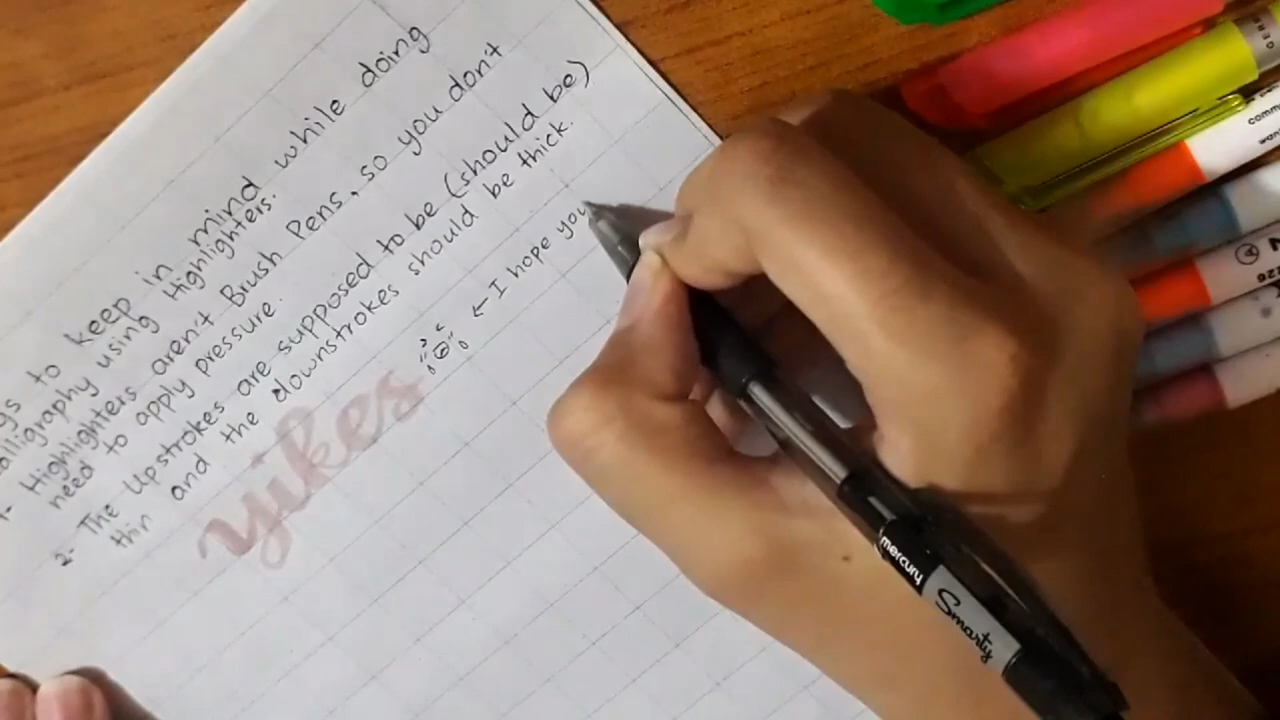 gs to keep in mind while doing
alligraphy using Highlighters.
1- Highlighters aren't Brush Pens, so you don't
need to apply pressure.
2- The Upstrokes are supposed to be (should be)
thin and the downstrokes should be thick.
yikes
←I hope you
mercury
Smarty